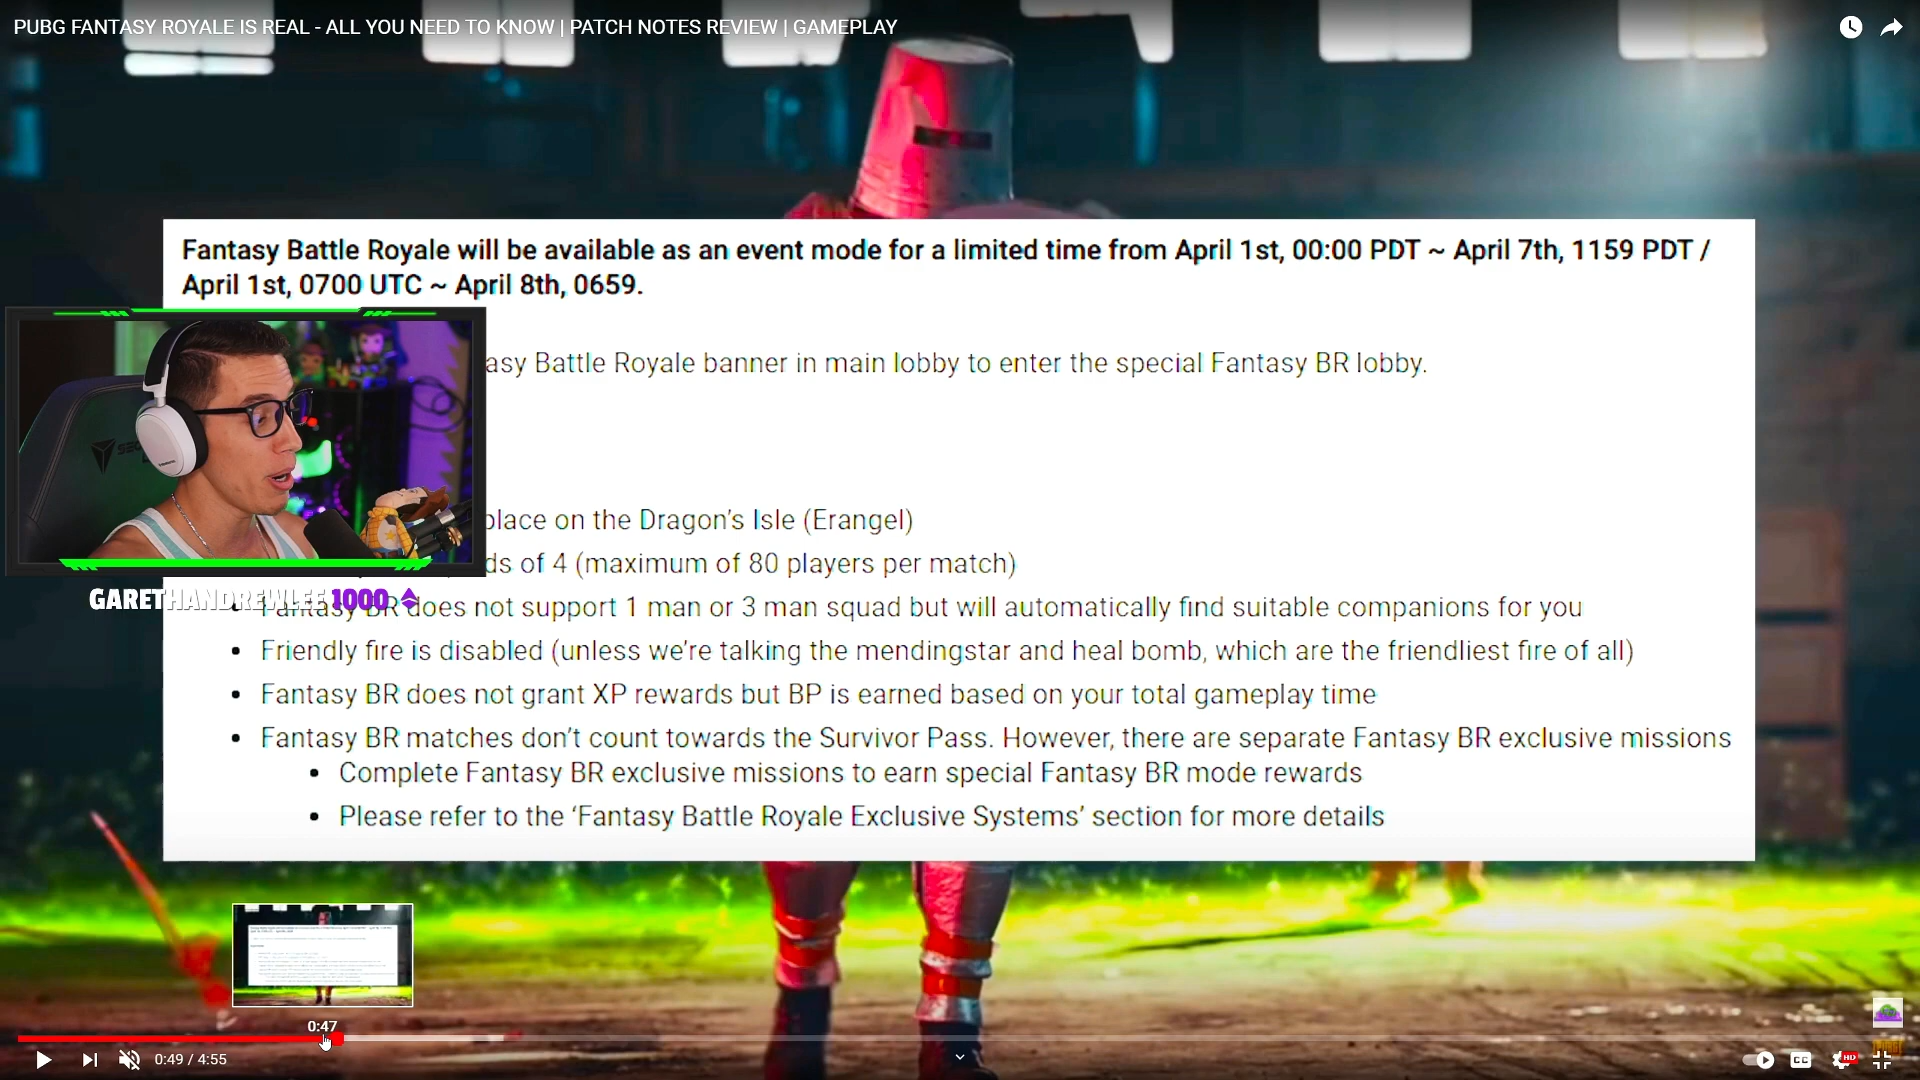 PUBG FANTASY ROYALE IS REAL - ALL YOU NEED TO KNOW | PATCH NOTES REVIEW | GAMEPLAY
Fantasy Battle Royale will be available as an event mode for a limited time from April 1st, 00:00 PDT ~ April 7th, 1159 PDT /
April 1st, 0700 UTC ~ April 8th, 0659.
asy Battle Royale banner in main lobby to enter the special Fantasy BR lobby.
place on the Dragon's Isle (Erangel)
ds of 4 (maximum of 80 players per match)
GARETHANDREWLEE 1000
Fantasy BR does not support 1 man or 3 man squad but will automatically find suitable companions for you
• Friendly fire is disabled (unless we're talking the mendingstar and heal bomb, which are the friendliest fire of all)
• Fantasy BR does not grant XP rewards but BP is earned based on your total gameplay time
• Fantasy BR matches don't count towards the Survivor Pass. However, there are separate Fantasy BR exclusive missions
• Complete Fantasy BR exclusive missions to earn special Fantasy BR mode rewards
• Please refer to the 'Fantasy Battle Royale Exclusive Systems' section for more details
0:47
0:49 / 4:55
CC
HD